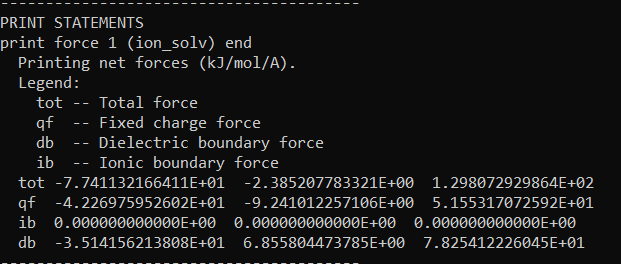 ----------------------------------------
PRINT STATEMENTS
print force 1 (ion_solv) end
  Printing net forces (kJ/mol/A).
  Legend:
    tot -- Total force
    qf  -- Fixed charge force
    db  -- Dielectric boundary force
    ib  -- Ionic boundary force
  tot -7.741132166411E+01  -2.385207783321E+00  1.298072929864E+02
  qf  -4.226975952602E+01  -9.241012257106E+00  5.155317072592E+01
  ib  0.000000000000E+00  0.000000000000E+00  0.000000000000E+00
  db  -3.514156213808E+01  6.855804473785E+00  7.825412226045E+01
----------------------------------------